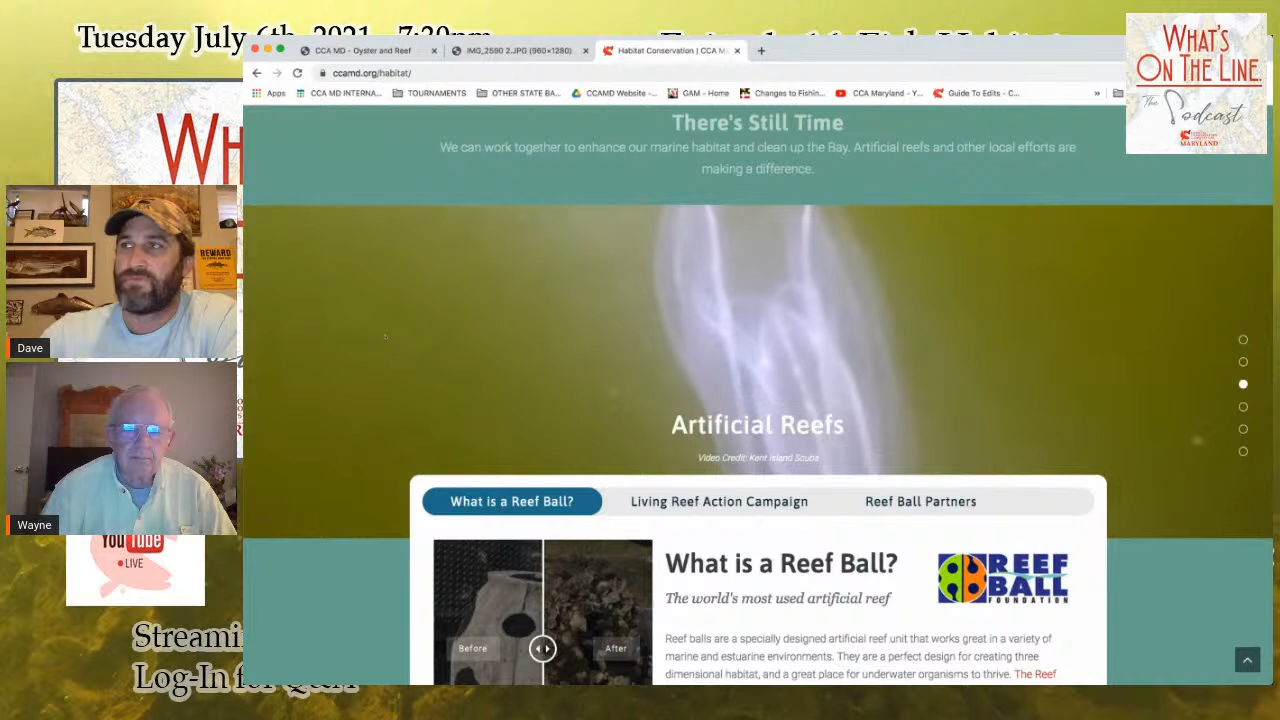 Tuesday July 6th, 2021 7:30pm
WHAT'S
ON THE LINE.
The Podcast
MARYLAND
CCA MD - Oyster and Reef
IMG_2590 2.JPG (960×1280)
Habitat Conservation | CCA M
ccamd.org/habitat/
Apps
CCA MD INTERNA...
TOURNAMENTS
OTHER STATE BA...
CCAMD Website -...
GAM - Home
Changes to Fishin...
CCA Maryland - Y...
Guide To Edits - C...
»
There's Still Time
We can work together to enhance our marine habitat and clean up the Bay. Artificial reefs and other local efforts are
making a difference.
WH
REWARD
Dave
Wayne
Artificial Reefs
Video Credit: Kent Island Scuba
What is a Reef Ball?
Living Reef Action Campaign
Reef Ball Partners
Before
After
What is a Reef Ball?
The world's most used artificial reef
REEF
BALL
FOUNDATION
Reef balls are a specially designed artificial reef unit that works great in a variety of
marine and estuarine environments. They are a perfect design for creating three
dimensional habitat, and a great place for underwater organisms to thrive. The Reef
YouTube
LIVE
Streami
Log-In f